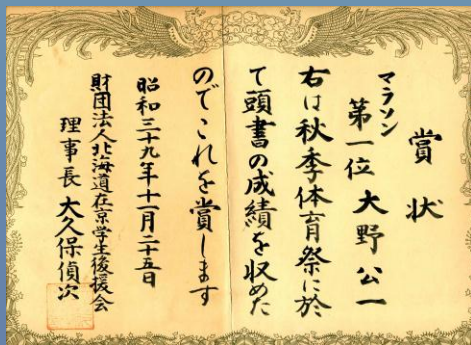 賞状
マラソン
第一位 大野公一
右は秋季体育祭に於
て頭書の成績を収めた
のでこれを賞します
昭和三十九年十一月二十五日
財団法人北海道在京学生後援会
理事長 大久保偵次